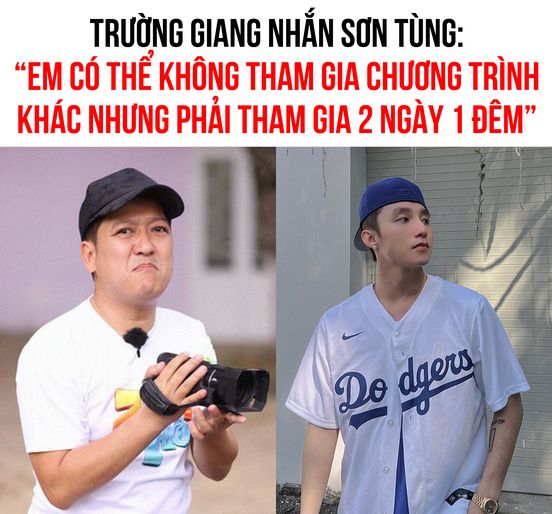 TRƯỜNG GIANG NHẮN SƠN TÙNG:
“EM CÓ THỂ KHÔNG THAM GIA CHƯƠNG TRÌNH
KHÁC NHƯNG PHẢI THAM GIA 2 NGÀY 1 ĐÊM”
Dodgers